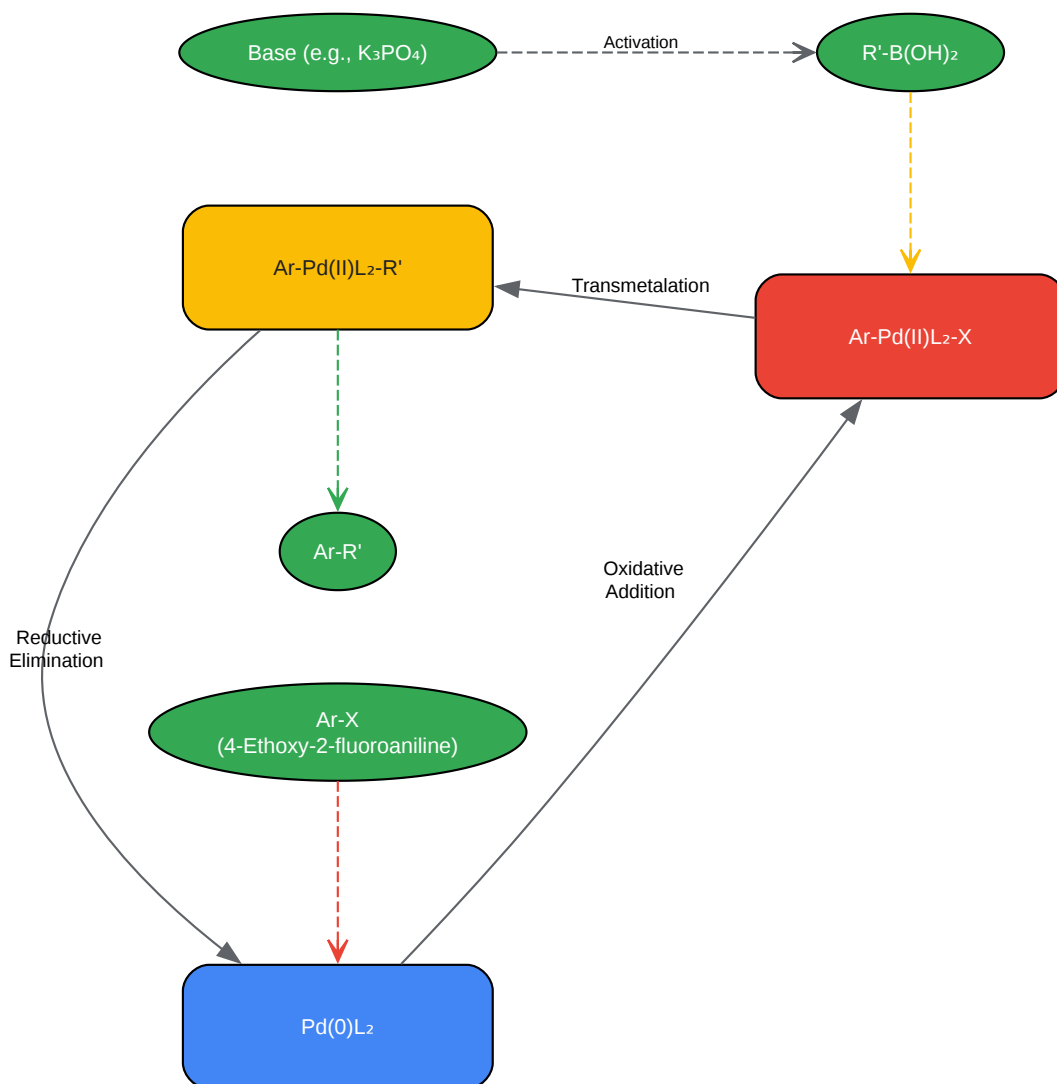 Base (e.g., K₃PO₄)
Activation
R'-B(OH)₂
Ar-Pd(II)L₂-R'
Transmetalation
Ar-Pd(II)L₂-X
Ar-R'
Oxidative
Addition
Reductive
Elimination
Ar-X
(4-Ethoxy-2-fluoroaniline)
Pd(0)L₂